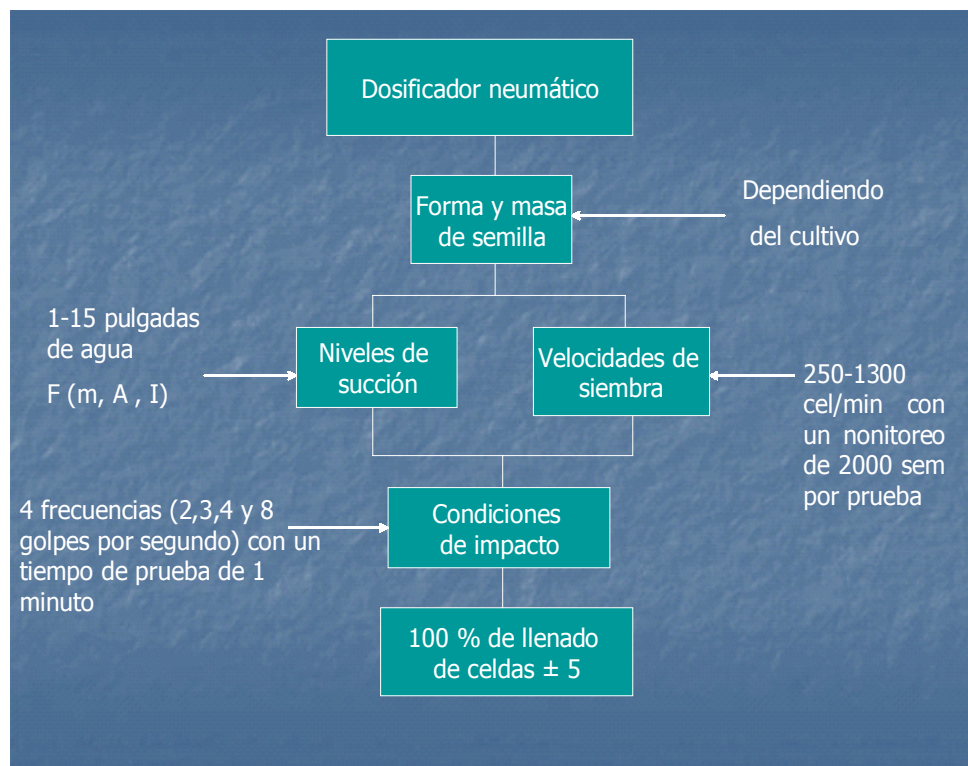 Dosificador neumático
Forma y masa
de semilla
Dependiendo
del cultivo
1-15 pulgadas
de agua
F (m, A , I)
Niveles de
succión
Velocidades de
siembra
250-1300
cel/min con
un nonitoreo
de 2000 sem
por prueba
4 frecuencias (2,3,4 y 8
golpes por segundo) con un
tiempo de prueba de 1
minuto
Condiciones
de impacto
100 % de llenado
de celdas ± 5